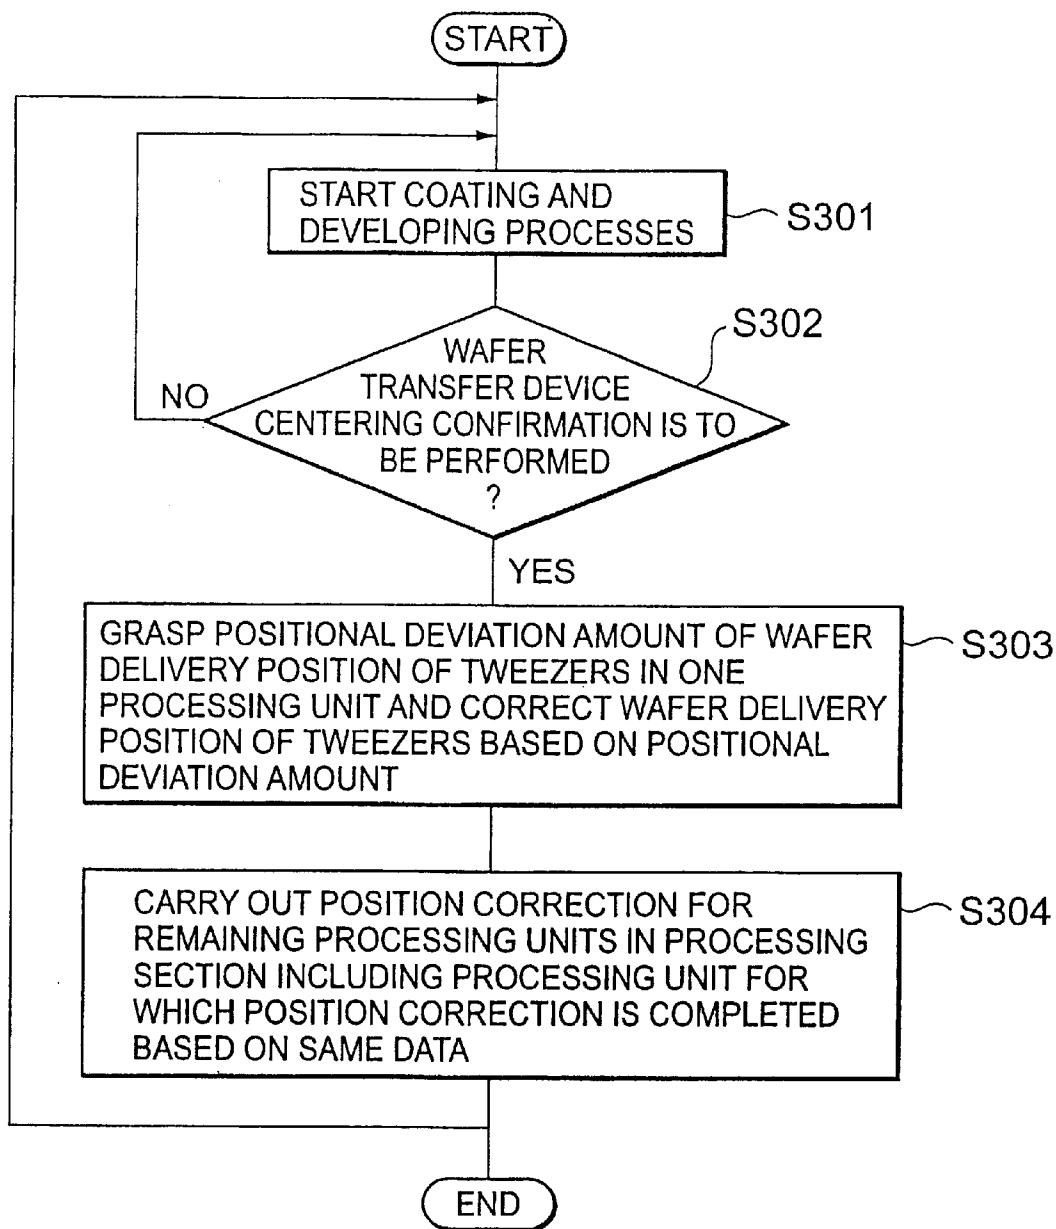 START
START COATING AND
DEVELOPING PROCESSES
S301
S302
WAFER
TRANSFER DEVICE
CENTERING CONFIRMATION IS TO
BE PERFORMED
?
NO
YES
GRASP POSITIONAL DEVIATION AMOUNT OF WAFER
DELIVERY POSITION OF TWEEZERS IN ONE
PROCESSING UNIT AND CORRECT WAFER DELIVERY
POSITION OF TWEEZERS BASED ON POSITIONAL
DEVIATION AMOUNT
S303
CARRY OUT POSITION CORRECTION FOR
REMAINING PROCESSING UNITS IN PROCESSING
SECTION INCLUDING PROCESSING UNIT FOR
WHICH POSITION CORRECTION IS COMPLETED
BASED ON SAME DATA
S304
END